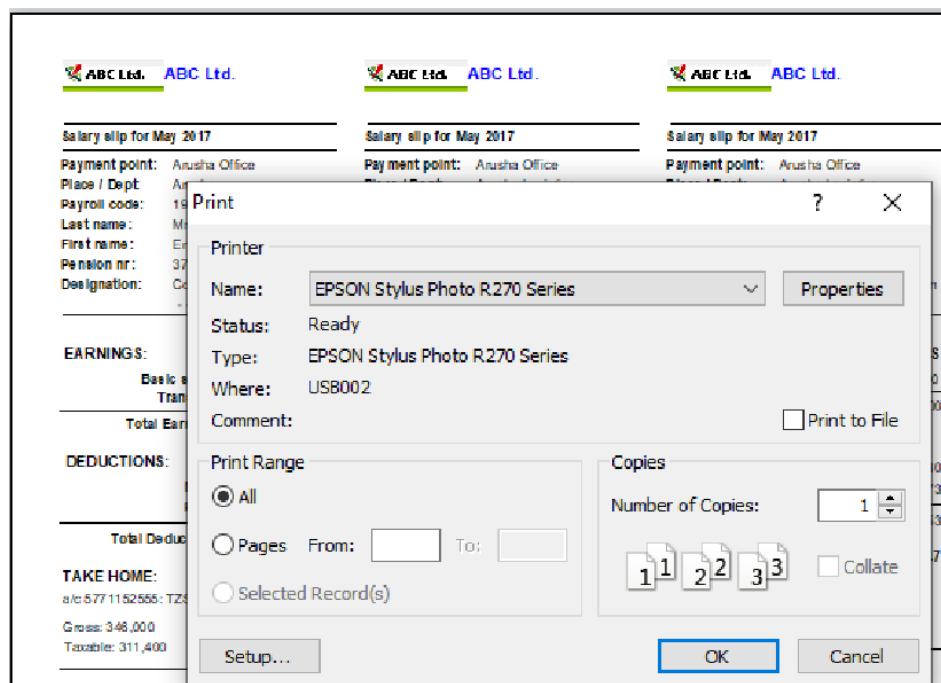 ABC Ltd. ABC Ltd.
ABC Ltd. ABC Ltd.
ABC Ltd. ABC Ltd.
Salary slip for May 2017
Salary slip for May 2017
Salary slip for May 2017
Payment point: Arusha Office
Payment point: Arusha Office
Payment point: Arusha Office
Place / Dept
Payroll code: 19
Last name:
First name:
Pension nr: 37
Designation:
EARNINGS:
Total
DEDUCTIONS:
Total
TAKE HOME:
a/c 5771152555: TZS
Gross: 346,000
Taxable: 311,400
Print
?
Printer
Name: EPSON Stylus Photo R270 Series
Properties
Status: Ready
Type: EPSON Stylus Photo R270 Series
Where: USB002
Comment:
Print to File
Print Range
All
Pages From: To:
Selected Record(s)
Copies
Number of Copies: 1
1 1 2 2 3 3
Collate
Setup...
OK
Cancel